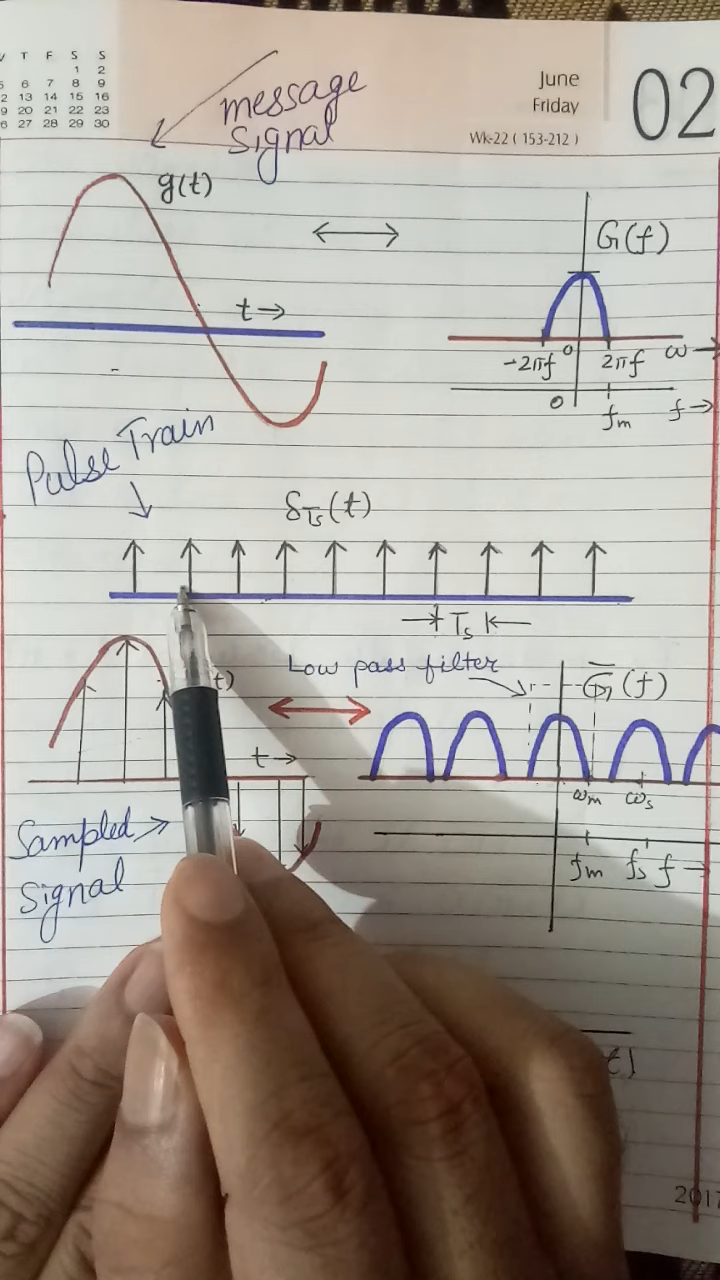 T F S S
1 2
6 7 8 9
13 14 15 16
20 21 22 23
27 28 29 30
June
Friday
Wk-22 ( 153-212 )
02
message
Signal
g(t)
t→
G(f)
-2πf 0 2πf ω
0 fm f→
Pulse Train
δTs(t)
Ts
Low pass filter
G̅(f)
t)
t→
ωm ωs
fm fs f
Sampled
Signal
t)
2017